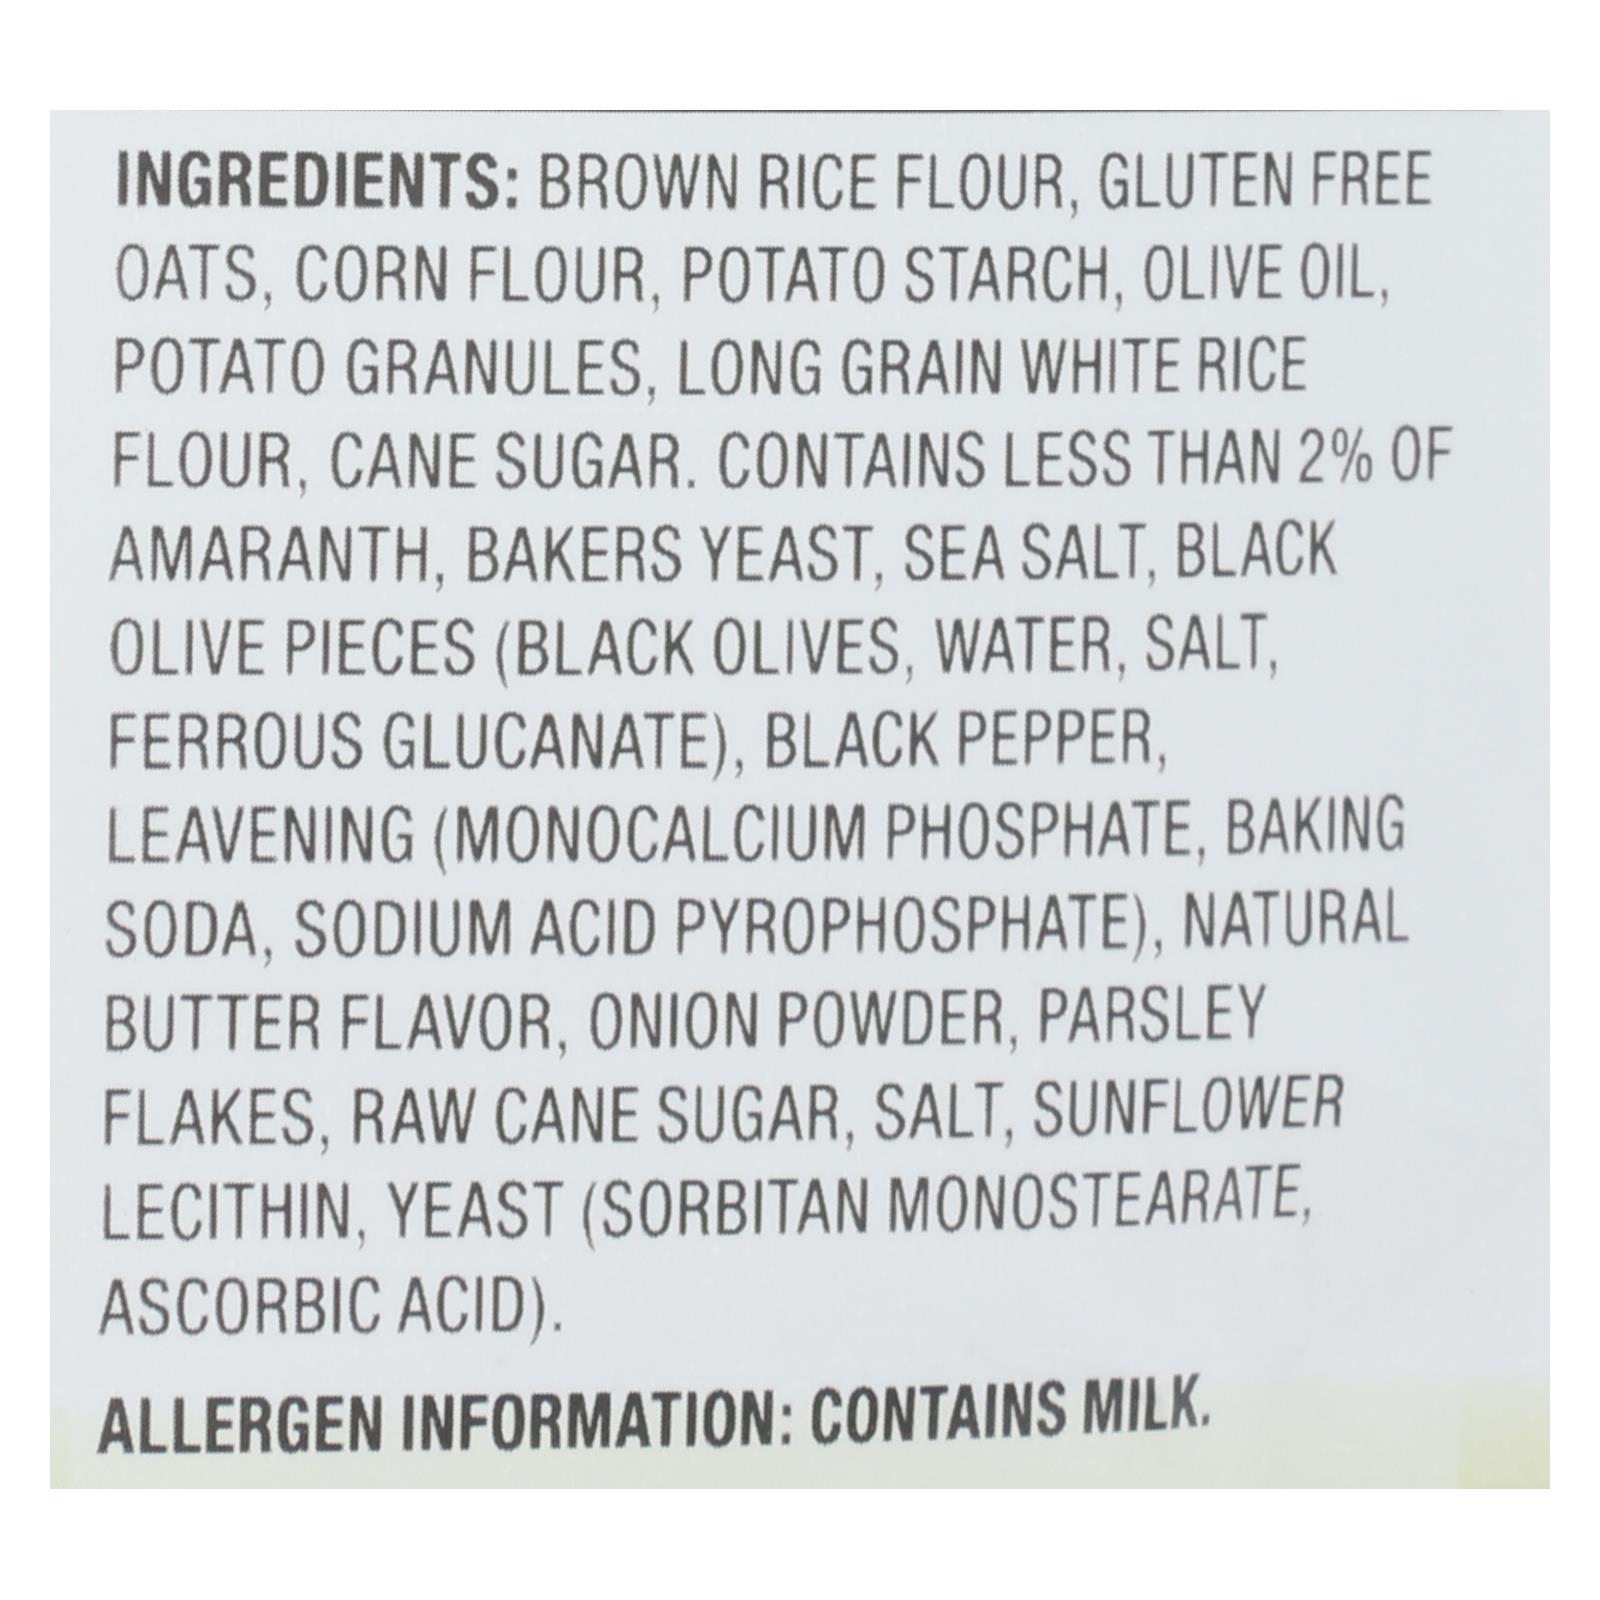 INGREDIENTS: BROWN RICE FLOUR, GLUTEN FREE
OATS, CORN FLOUR, POTATO STARCH, OLIVE OIL,
POTATO GRANULES, LONG GRAIN WHITE RICE
FLOUR, CANE SUGAR. CONTAINS LESS THAN 2% OF
AMARANTH, BAKERS YEAST, SEA SALT, BLACK
OLIVE PIECES (BLACK OLIVES, WATER, SALT,
FERROUS GLUCANATE), BLACK PEPPER,
LEAVENING (MONOCALCIUM PHOSPHATE, BAKING
SODA, SODIUM ACID PYROPHOSPHATE), NATURAL
BUTTER FLAVOR, ONION POWDER, PARSLEY
FLAKES, RAW CANE SUGAR, SALT, SUNFLOWER
LECITHIN, YEAST (SORBITAN MONOSTEARATE,
ASCORBIC ACID).
ALLERGEN INFORMATION: CONTAINS MILK.